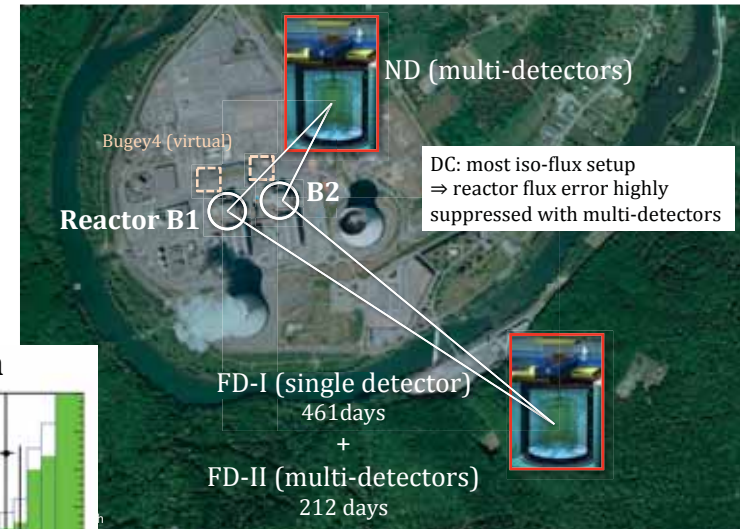 ND (multi-detectors)
Bugey4 (virtual)
DC: most iso-flux setup
⇒ reactor flux error highly
suppressed with multi-detectors
B2
Reactor B1
FD-I (single detector)
461days
+
FD-II (multi-detectors)
212 days